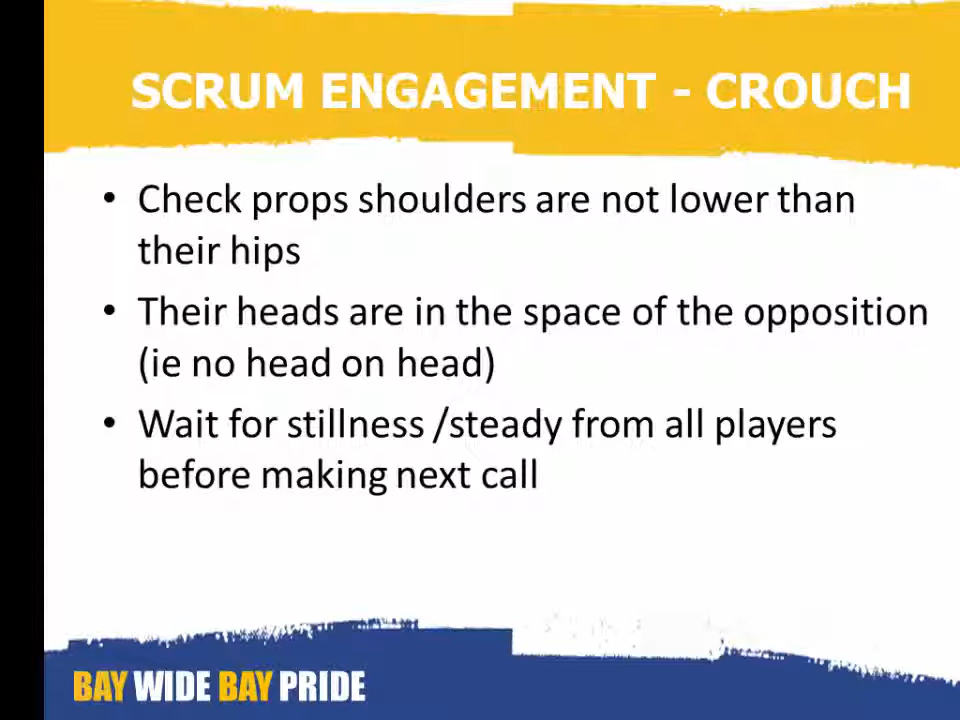 SCRUM ENGAGEMENT - CROUCH
• Check props shoulders are not lower than
their hips
• Their heads are in the space of the opposition
(ie no head on head)
• Wait for stillness /steady from all players
before making next call
BAY WIDE BAY PRIDE